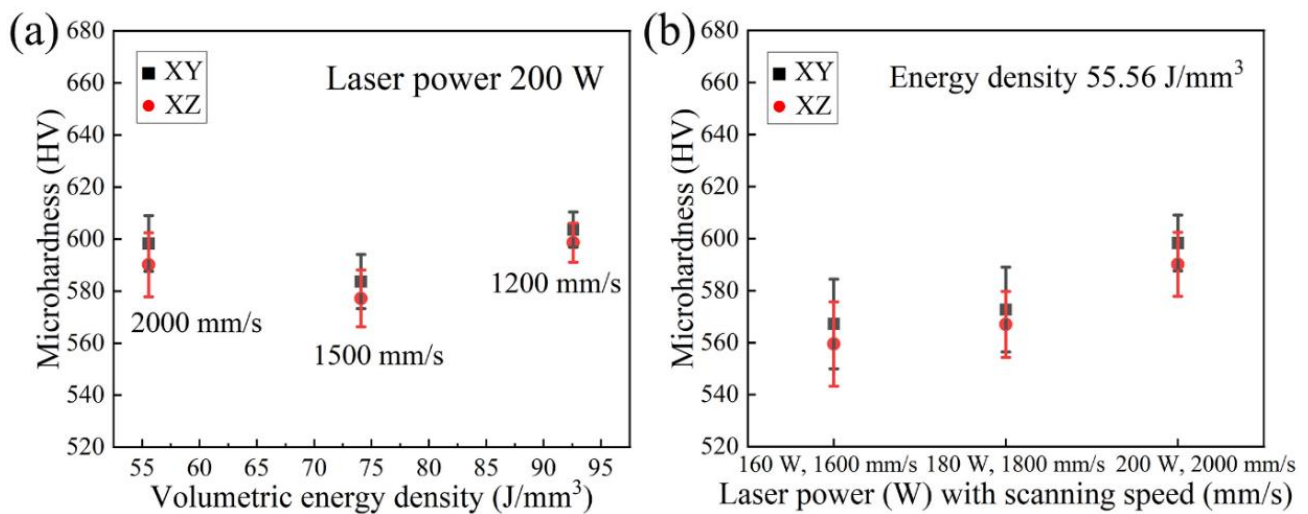 (a)
680
660
640
620
600
580
560
540
520
Microhardness (HV)
XY
XZ
Laser power 200 W
2000 mm/s
1500 mm/s
1200 mm/s
55 60 65 70 75 80 85 90 95
Volumetric energy density (J/mm³)
(b)
680
660
640
620
600
580
560
540
520
Microhardness (HV)
XY
XZ
Energy density 55.56 J/mm³
160 W, 1600 mm/s 180 W, 1800 mm/s 200 W, 2000 mm/s
Laser power (W) with scanning speed (mm/s)